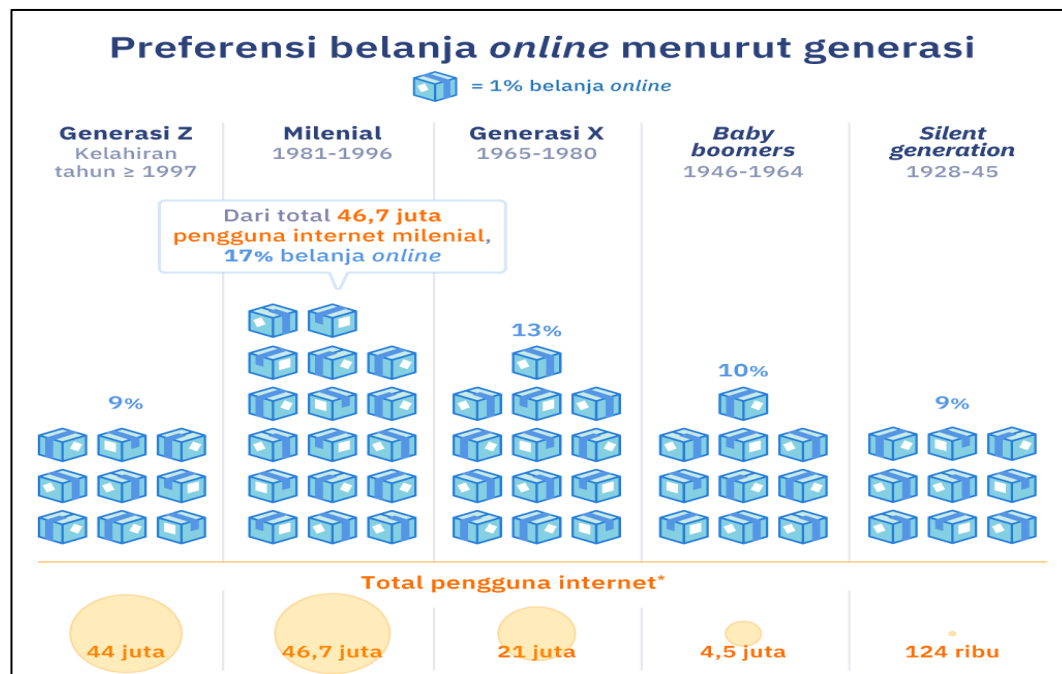 Preferensi belanja online menurut generasi
= 1% belanja online
Generasi Z
Kelahiran
tahun ≥ 1997
Milenial
1981-1996
Generasi X
1965-1980
Baby
boomers
1946-1964
Silent
generation
1928-45
Dari total 46,7 juta
pengguna internet milenial,
17% belanja online
9%
13%
10%
9%
Total pengguna internet*
44 juta
46,7 juta
21 juta
4,5 juta
124 ribu